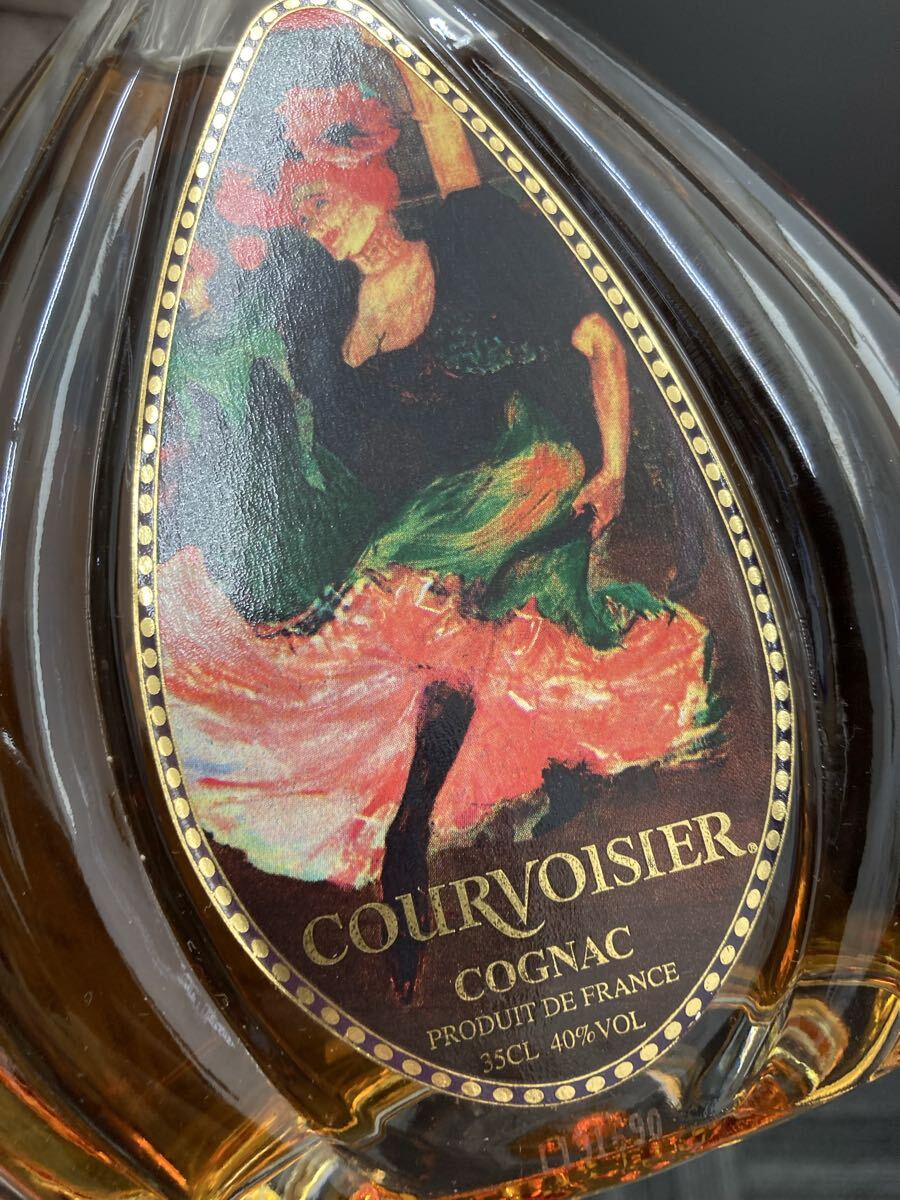 COURVOISIER®
COGNAC
PRODUIT DE FRANCE
35CL 40%VOL